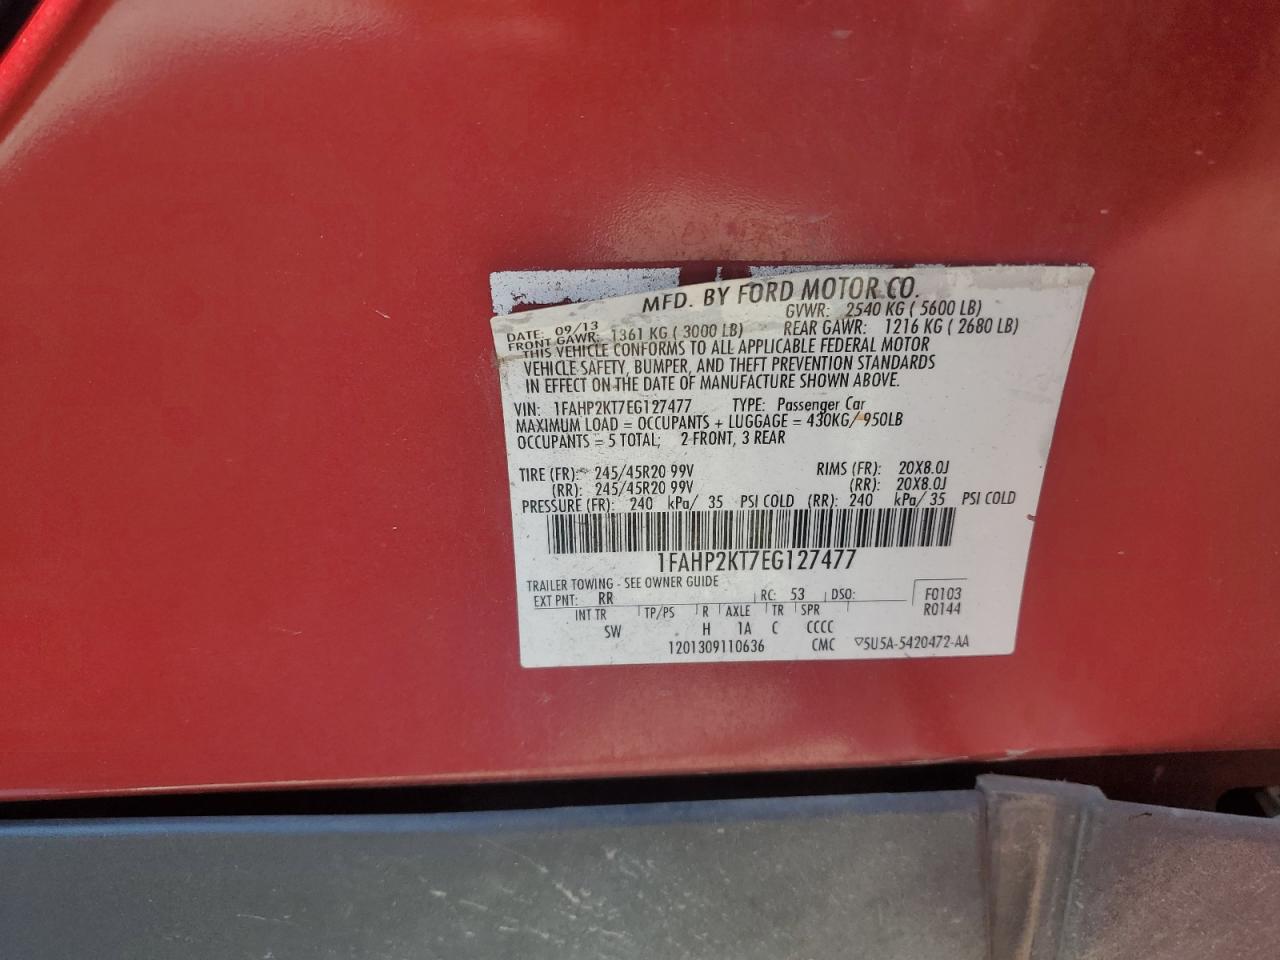 MFD. BY FORD MOTOR CO.
DATE: 09/13 GVWR: 2540 KG ( 5600 LB)
FRONT GAWR: 1361 KG ( 3000 LB) REAR GAWR: 1216 KG ( 2680 LB)
THIS VEHICLE CONFORMS TO ALL APPLICABLE FEDERAL MOTOR
VEHICLE SAFETY, BUMPER, AND THEFT PREVENTION STANDARDS
IN EFFECT ON THE DATE OF MANUFACTURE SHOWN ABOVE.
VIN: 1FAHP2KT7EG127477 TYPE: Passenger Car
MAXIMUM LOAD = OCCUPANTS + LUGGAGE = 430KG/ 950LB
OCCUPANTS = 5 TOTAL; 2 FRONT, 3 REAR
TIRE (FR): 245/45R20 99V RIMS (FR): 20X8.0J
(RR): 245/45R20 99V (RR): 20X8.0J
PRESSURE (FR): 240 kPa/ 35 PSI COLD (RR): 240 kPa/ 35 PSI COLD
1FAHP2KT7EG127477
TRAILER TOWING - SEE OWNER GUIDE
EXT PNT: RR RC: 53 DSO: F0103
INT TR TP/PS R AXLE TR SPR R0144
SW H 1A C CCCC
1201309110636 CMC ▽5U5A-5420472-AA